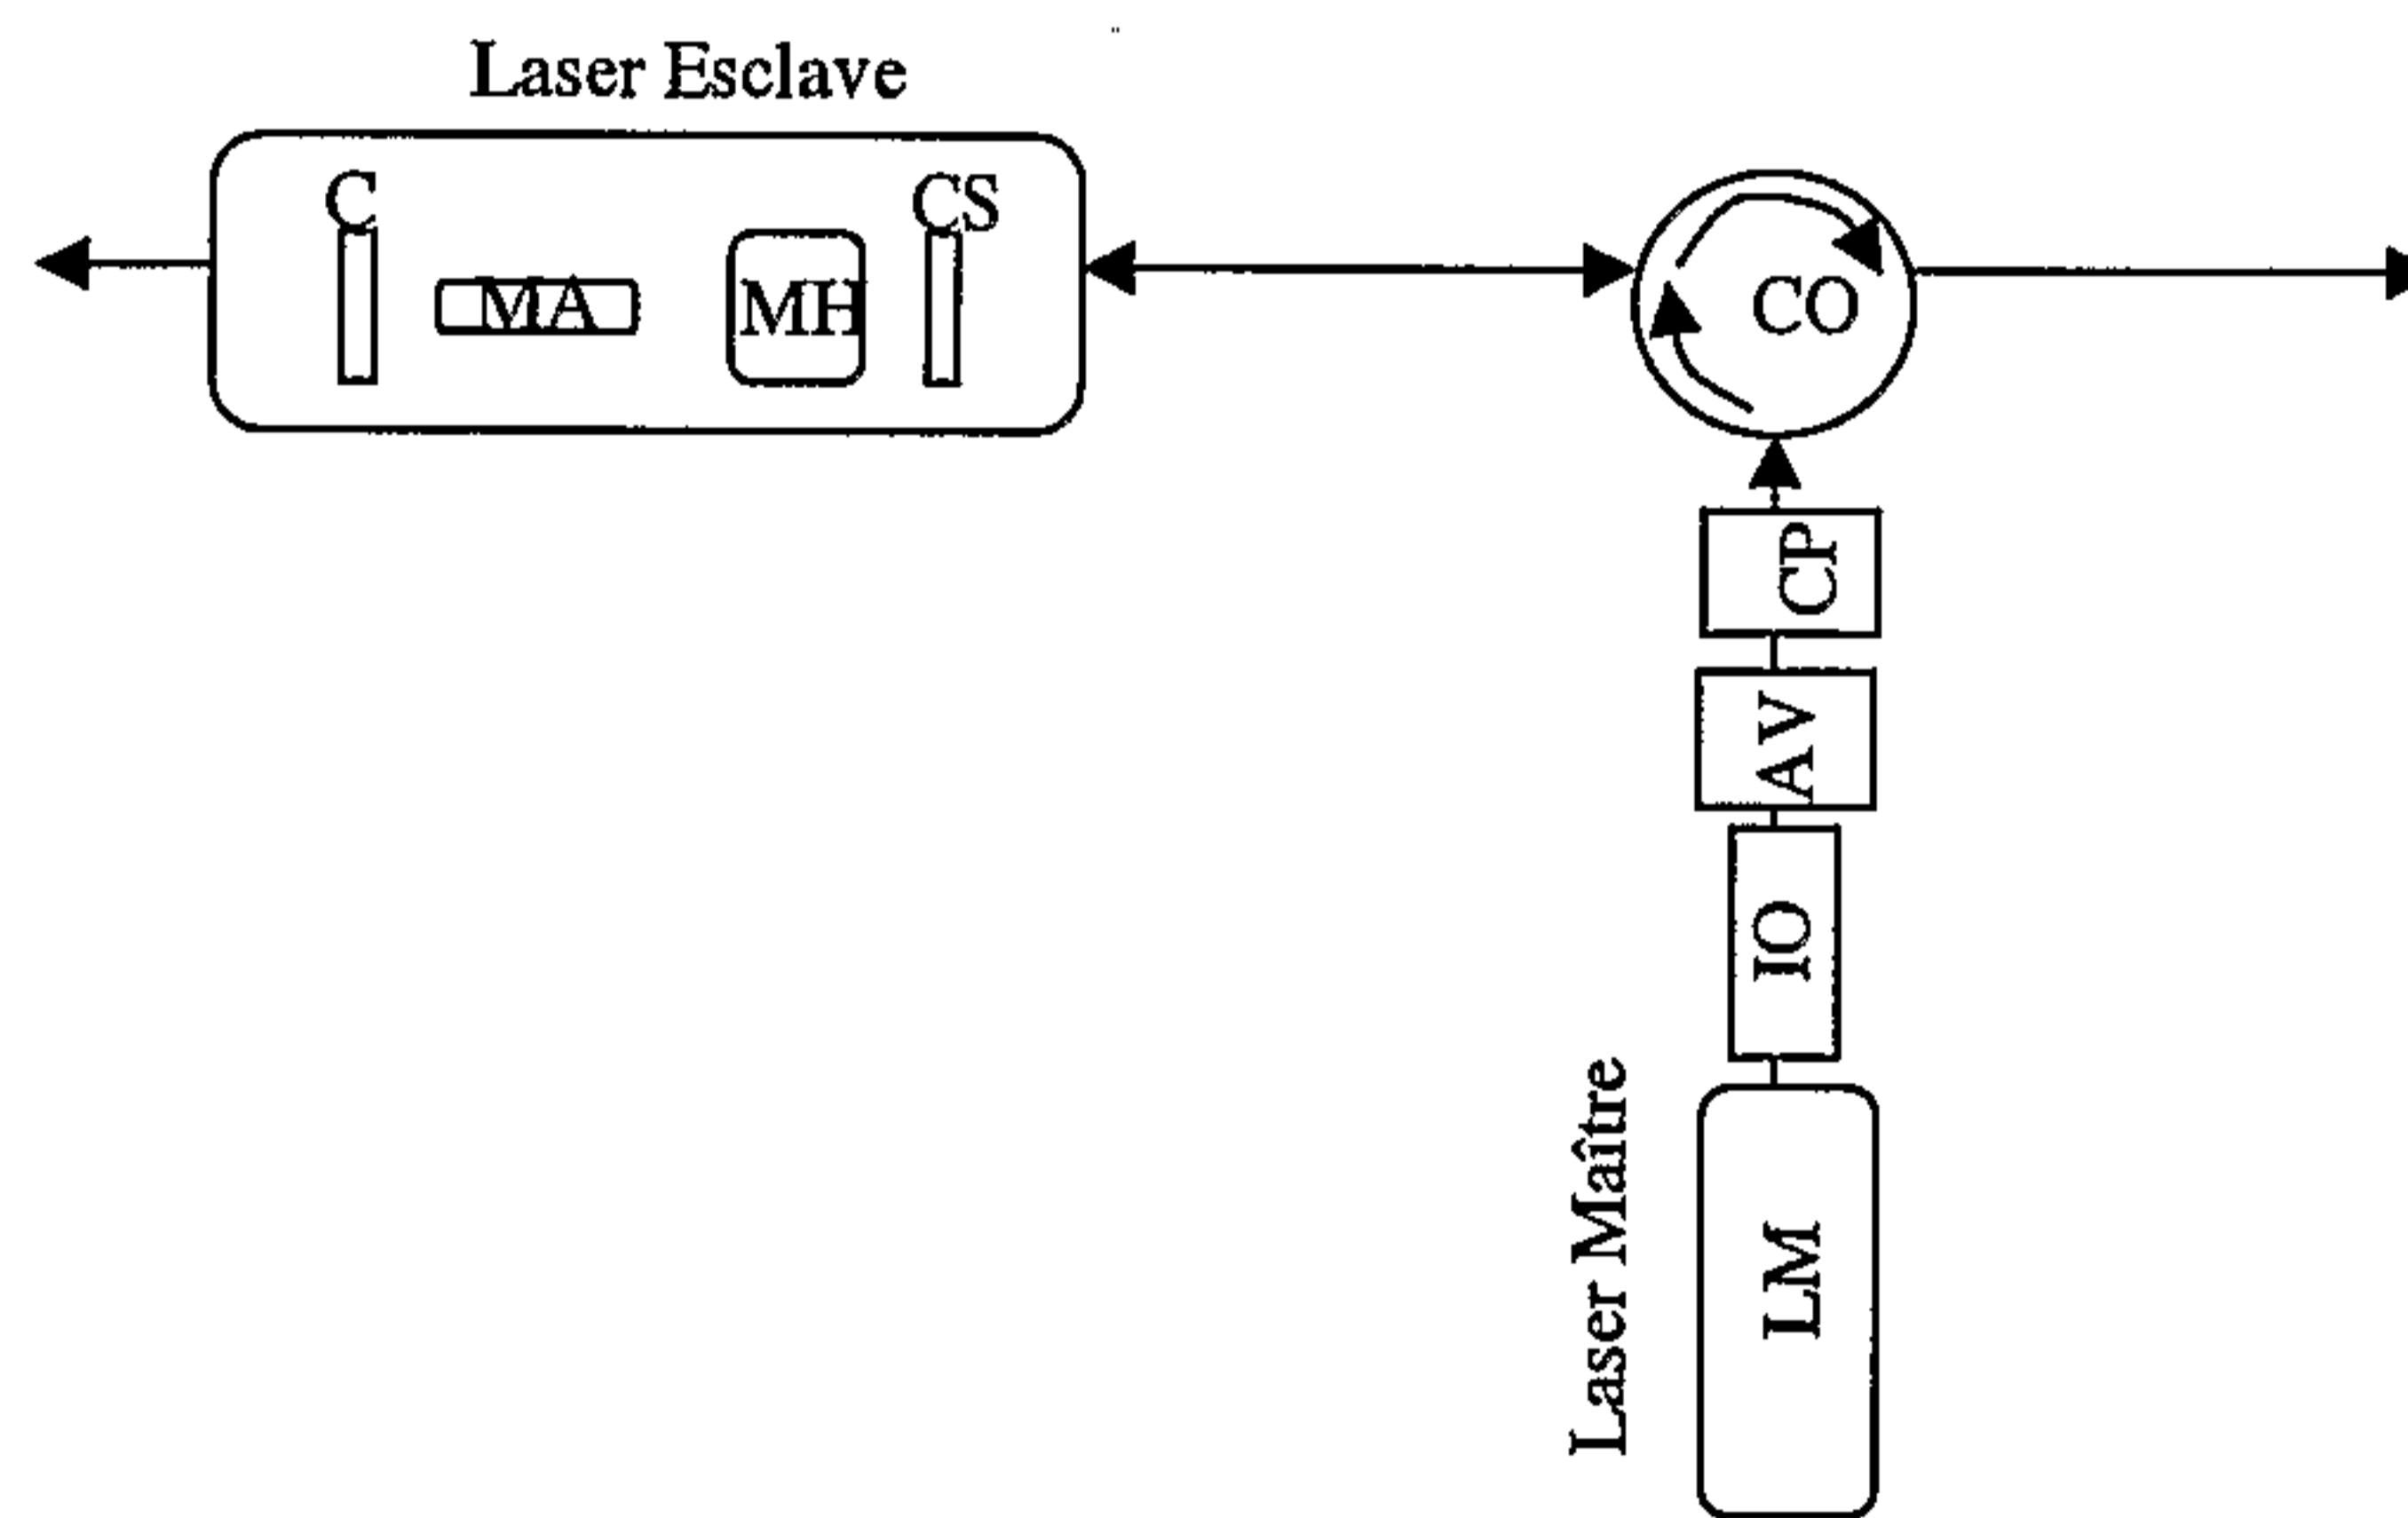 Laser Esclave
C
CS
MA
MH
CO
CP
AV
IO
Laser Maître
LM